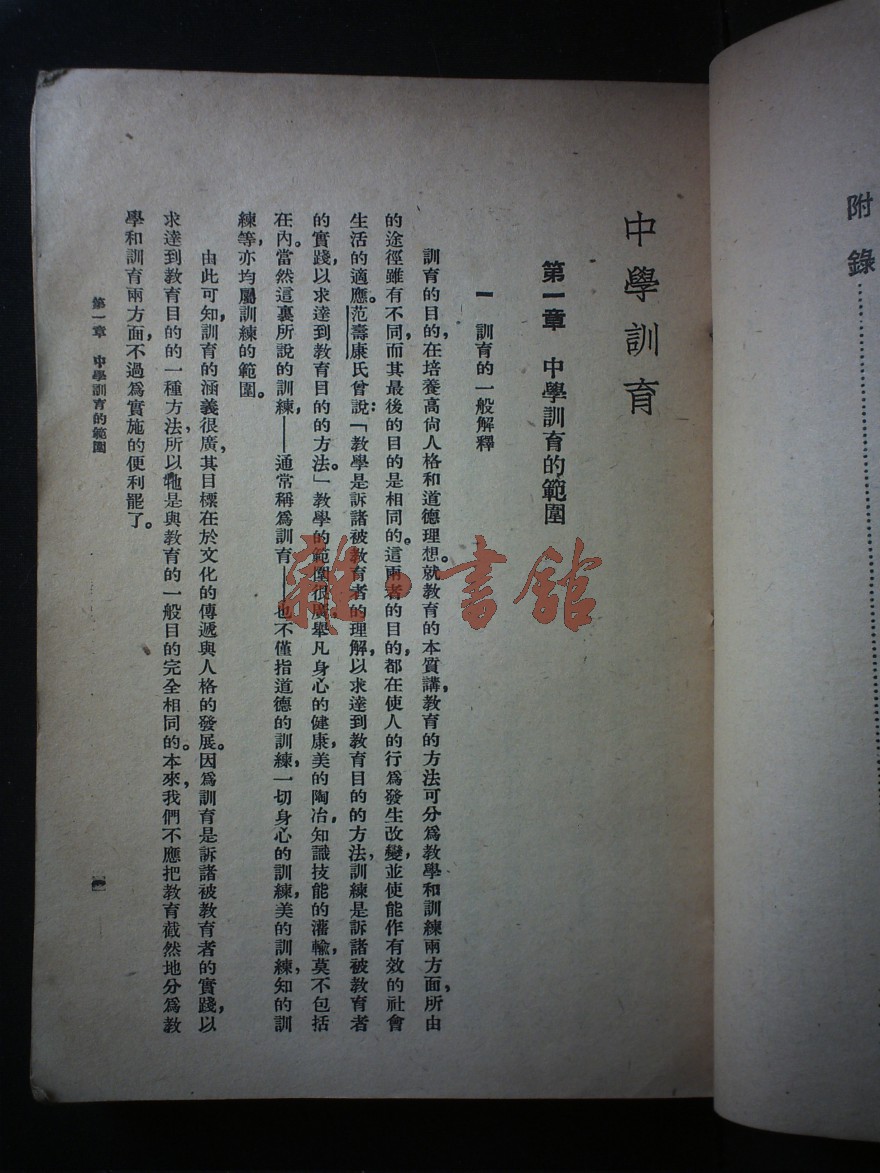 附錄……………………
中學訓育
第一章 中學訓育的範圍
一 訓育的一般解釋
訓育的目的,在培養高尙人格和道德理想。就教育的本質講,教育的方法可分爲教學和訓練兩方面,所由
的途徑雖有不同,而其最後的目的是相同的。這兩者的目的,都在使人的行爲發生改變,並使能作有效的社會
生活的適應。范壽康氏曾說:「教學是訴諸被教育者的理解,以求達到教育目的的方法,訓練是訴諸被教育者
的實踐,以求達到教育目的的方法。」教學的範圍很廣,舉凡身心的健康,美的陶冶,知識技能的灌輸,莫不包括
在內。當然這裏所說的訓練,——通常稱爲訓育——也不僅指道德的訓練,一切身心的訓練,美的訓練,知的訓
練等,亦均屬訓練的範圍。
由此可知,訓育的涵義很廣,其目標在於文化的傳遞與人格的發展。因爲訓育是訴諸被教育者的實踐,以
求達到教育目的的一種方法,所以牠是與教育的一般目的完全相同的。本來,我們不應把教育截然地分爲教
學和訓育兩方面,不過爲實施的便利罷了。
第一章 中學訓育的範圍
雜·書館